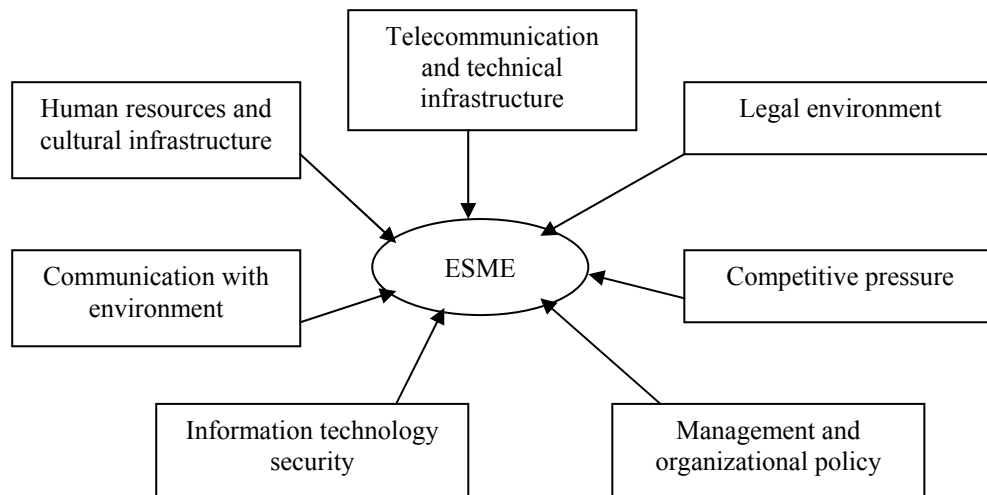 Telecommunication
and technical
infrastructure
Human resources and
cultural infrastructure
Legal environment
ESME
Communication with
environment
Competitive pressure
Information technology
security
Management and
organizational policy